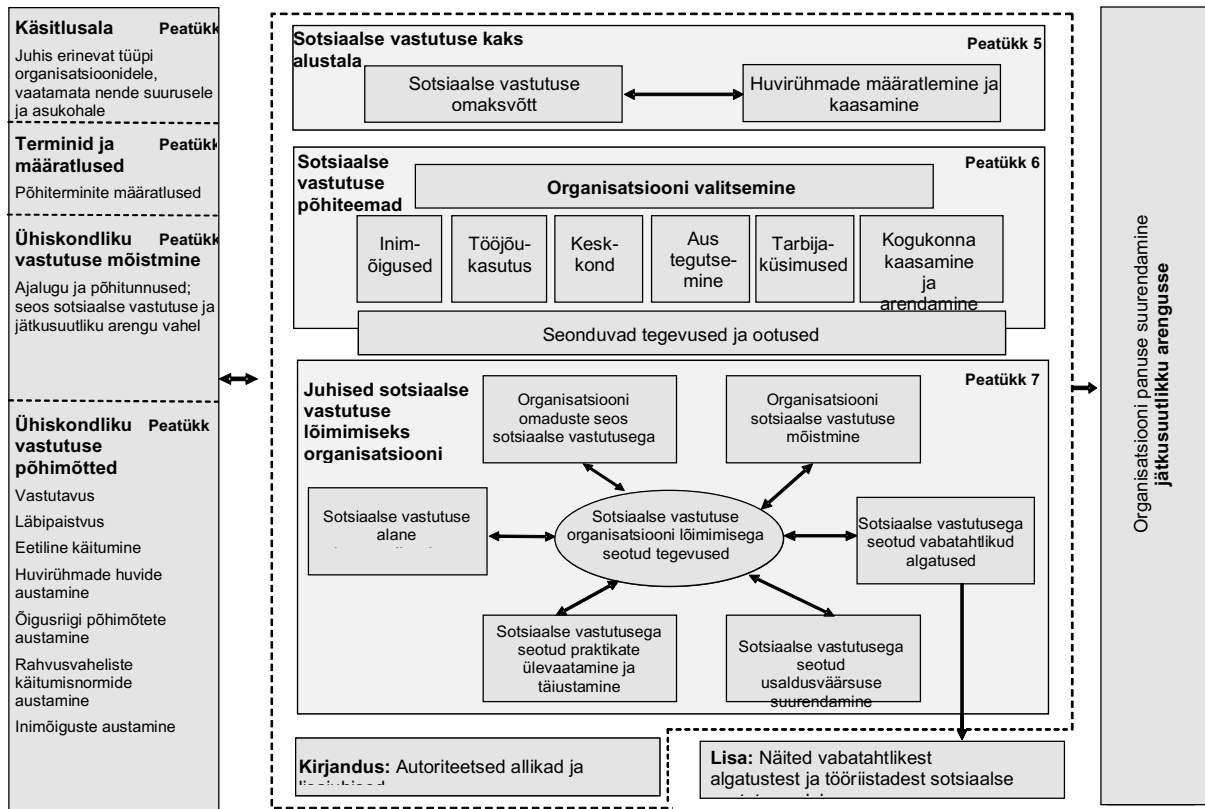 Käsitlusala Peatükk
Juhis erinevat tüüpi
organisatsioonidele,
vaatamata nende suurusele
ja asukohale
Terminid ja Peatükk
määratlused
Põhiterminite määratlused
Ühiskondliku Peatükk
vastutuse mõistmine
Ajalugu ja põhitunnused;
seos sotsiaalse vastutuse ja
jätkusuutliku arengu vahel
Ühiskondliku Peatükk
vastutuse
põhimõtted
Vastutavus
Läbipaistvus
Eetiline käitumine
Huvirühmade huvide
austamine
Õigusriigi põhimõtete
austamine
Rahvusvaheliste
käitumisnormide
austamine
Inimõiguste austamine
Sotsiaalse vastutuse kaks
alustala
Peatükk 5
Sotsiaalse vastutuse
omaksvõtt
Huvirühmade määratlemine ja
kaasamine
Sotsiaalse
vastutuse
põhiteemad
Peatükk 6
Organisatsiooni valitsemine
Inim-
õigused
Tööjõu-
kasutus
Kesk-
kond
Aus
tegutse-
mine
Tarbija-
küsimused
Kogukonna
kaasamine
ja
arendamine
Seonduvad tegevused ja ootused
Juhised sotsiaalse
vastutuse
lõimimiseks
organisatsiooni
Peatükk 7
Organisatsiooni
omaduste seos
sotsiaalse vastutusega
Organisatsiooni
sotsiaalse vastutuse
mõistmine
Sotsiaalse vastutuse
alane
Sotsiaalse vastutuse
organisatsiooni lõimimisega
seotud tegevused
Sotsiaalse vastutusega
seotud vabatahtlikud
algatused
Sotsiaalse vastutusega
seotud praktikate
ülevaatamine ja
täiustamine
Sotsiaalse vastutusega
seotud
usaldusväärsuse
suurendamine
Kirjandus: Autoriteetsed allikad ja
Lisa: Näited vabatahtlikest
algatustest ja tööriistadest sotsiaalse
Organisatsiooni panuse suurendamine
jätkusuutlikku arengusse